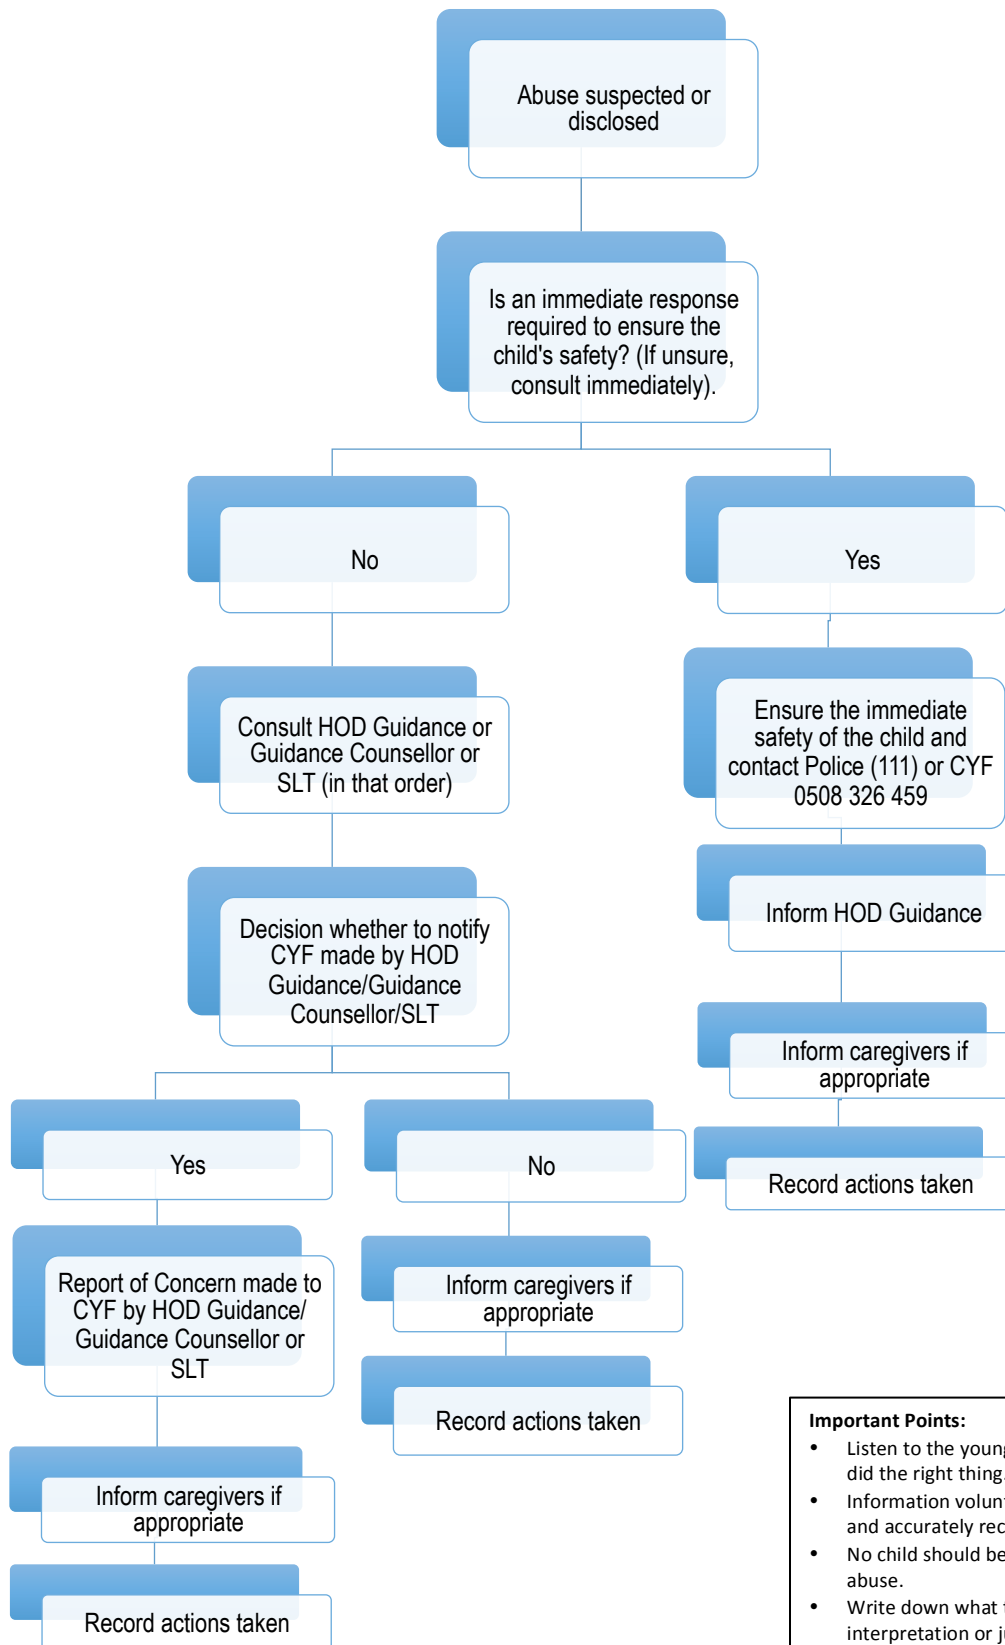 Abuse suspected or
disclosed
Is an immediate response
required to ensure the
child's safety? (If unsure,
consult immediately).
No
Yes
Consult HOD Guidance or
Guidance Counsellor or
SLT (in that order)
Ensure the immediate
safety of the child and
contact Police (111) or CYF
0508 326 459
Decision whether to notify
CYF made by HOD
Guidance/Guidance
Counsellor/SLT
Inform HOD Guidance
Inform caregivers if
appropriate
Record actions taken
Yes
No
Report of Concern made to
CYF by HOD Guidance/
Guidance Counsellor or
SLT
Inform caregivers if
appropriate
Record actions taken
Inform caregivers if
appropriate
Record actions taken
Important Points:
• Listen to the young
did the right thing.
• Information volun
and accurately rec
• No child should be
abuse.
• Write down what
interpretation or